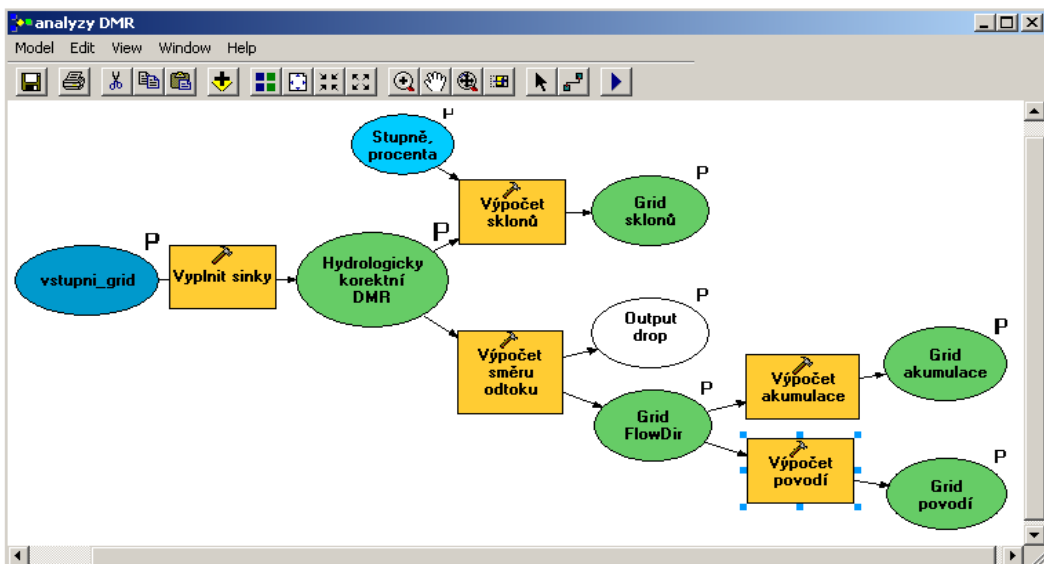 analyzy DMR
Model Edit View Window Help
P
Stupně,
procenta
Výpočet
sklonů
P
Grid
sklonů
P
vstupni_grid
Vyplnit sinky
P
Hydrologicky
korektní
DMR
P
Output
drop
Výpočet
směru
odtoku
P
Grid
FlowDir
Výpočet
akumulace
P
Grid
akumulace
Výpočet
povodí
P
Grid
povodí